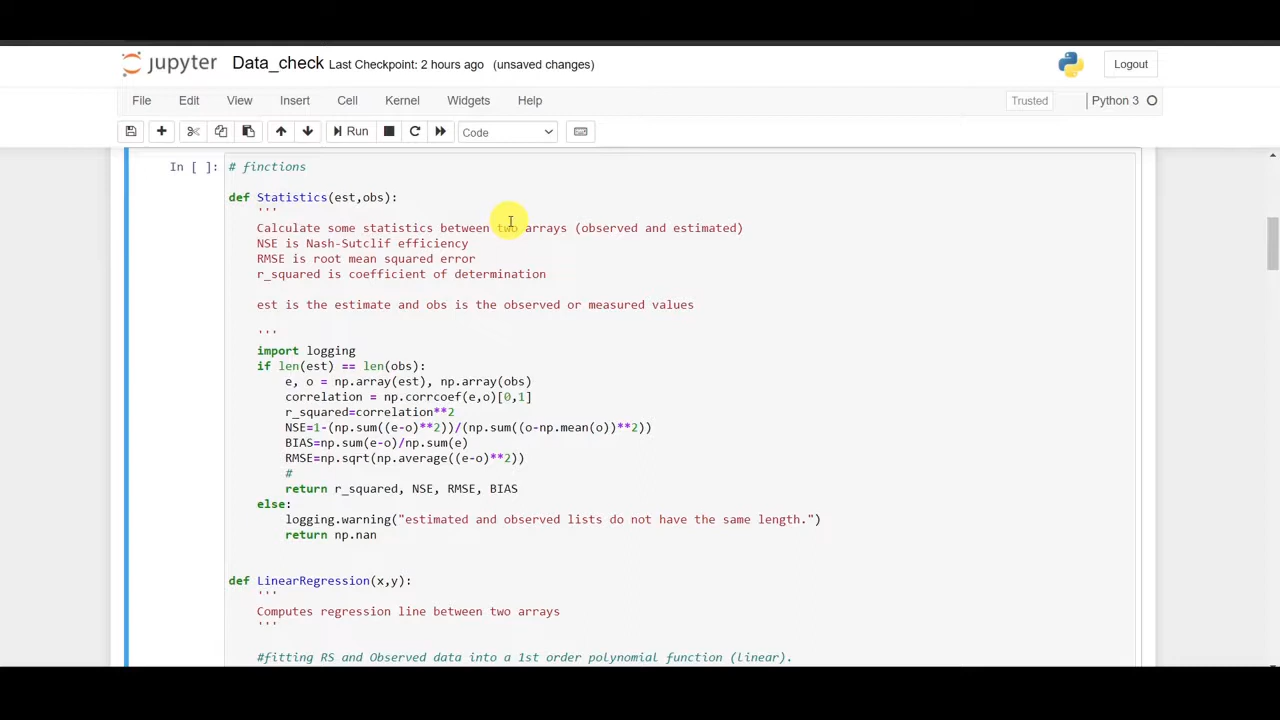 jupyter Data_check Last Checkpoint: 2 hours ago (unsaved changes) Logout
File Edit View Insert Cell Kernel Widgets Help Trusted Python 3
Run Code
In [ ]: # finctions
def Statistics(est,obs):
'''
Calculate some statistics between two arrays (observed and estimated)
NSE is Nash-Sutclif efficiency
RMSE is root mean squared error
r_squared is coefficient of determination
est is the estimate and obs is the observed or measured values
'''
import logging
if len(est) == len(obs):
e, o = np.array(est), np.array(obs)
correlation = np.corrcoef(e,o)[0,1]
r_squared=correlation**2
NSE=1-(np.sum((e-o)**2))/(np.sum((o-np.mean(o))**2))
BIAS=np.sum(e-o)/np.sum(e)
RMSE=np.sqrt(np.average((e-o)**2))
#
return r_squared, NSE, RMSE, BIAS
else:
logging.warning("estimated and observed lists do not have the same length.")
return np.nan
def LinearRegression(x,y):
'''
Computes regression line between two arrays
'''
#fitting RS and Observed data into a 1st order polynomial function (linear).